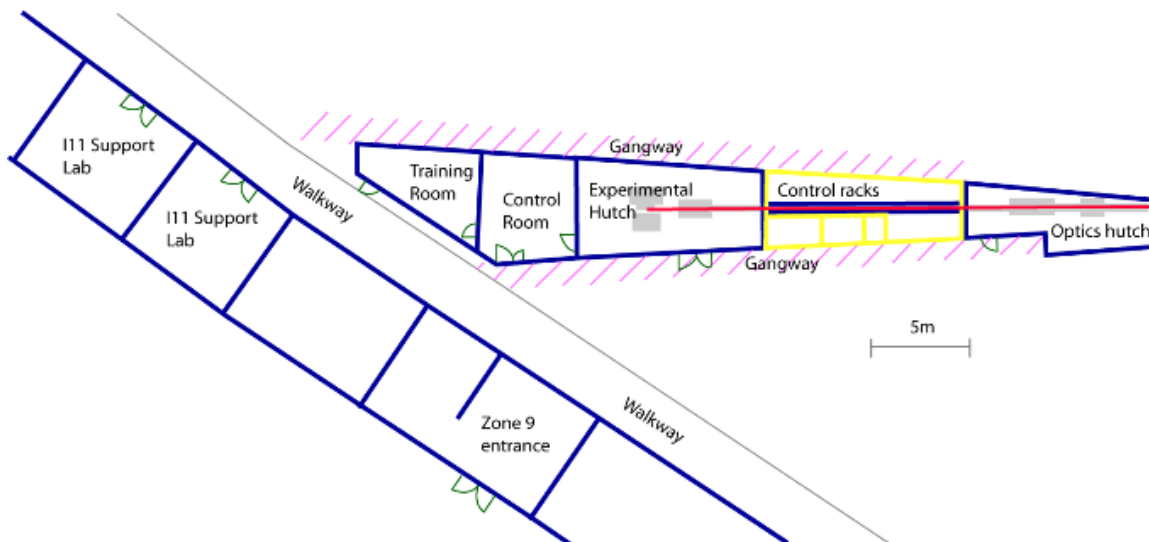 I11 Support
Lab
I11 Support
Lab
Walkway
Training
Room
Control
Room
Gangway
Experimental
Hutch
Control racks
Optics hutch
Gangway
5m
Zone 9
entrance
Walkway